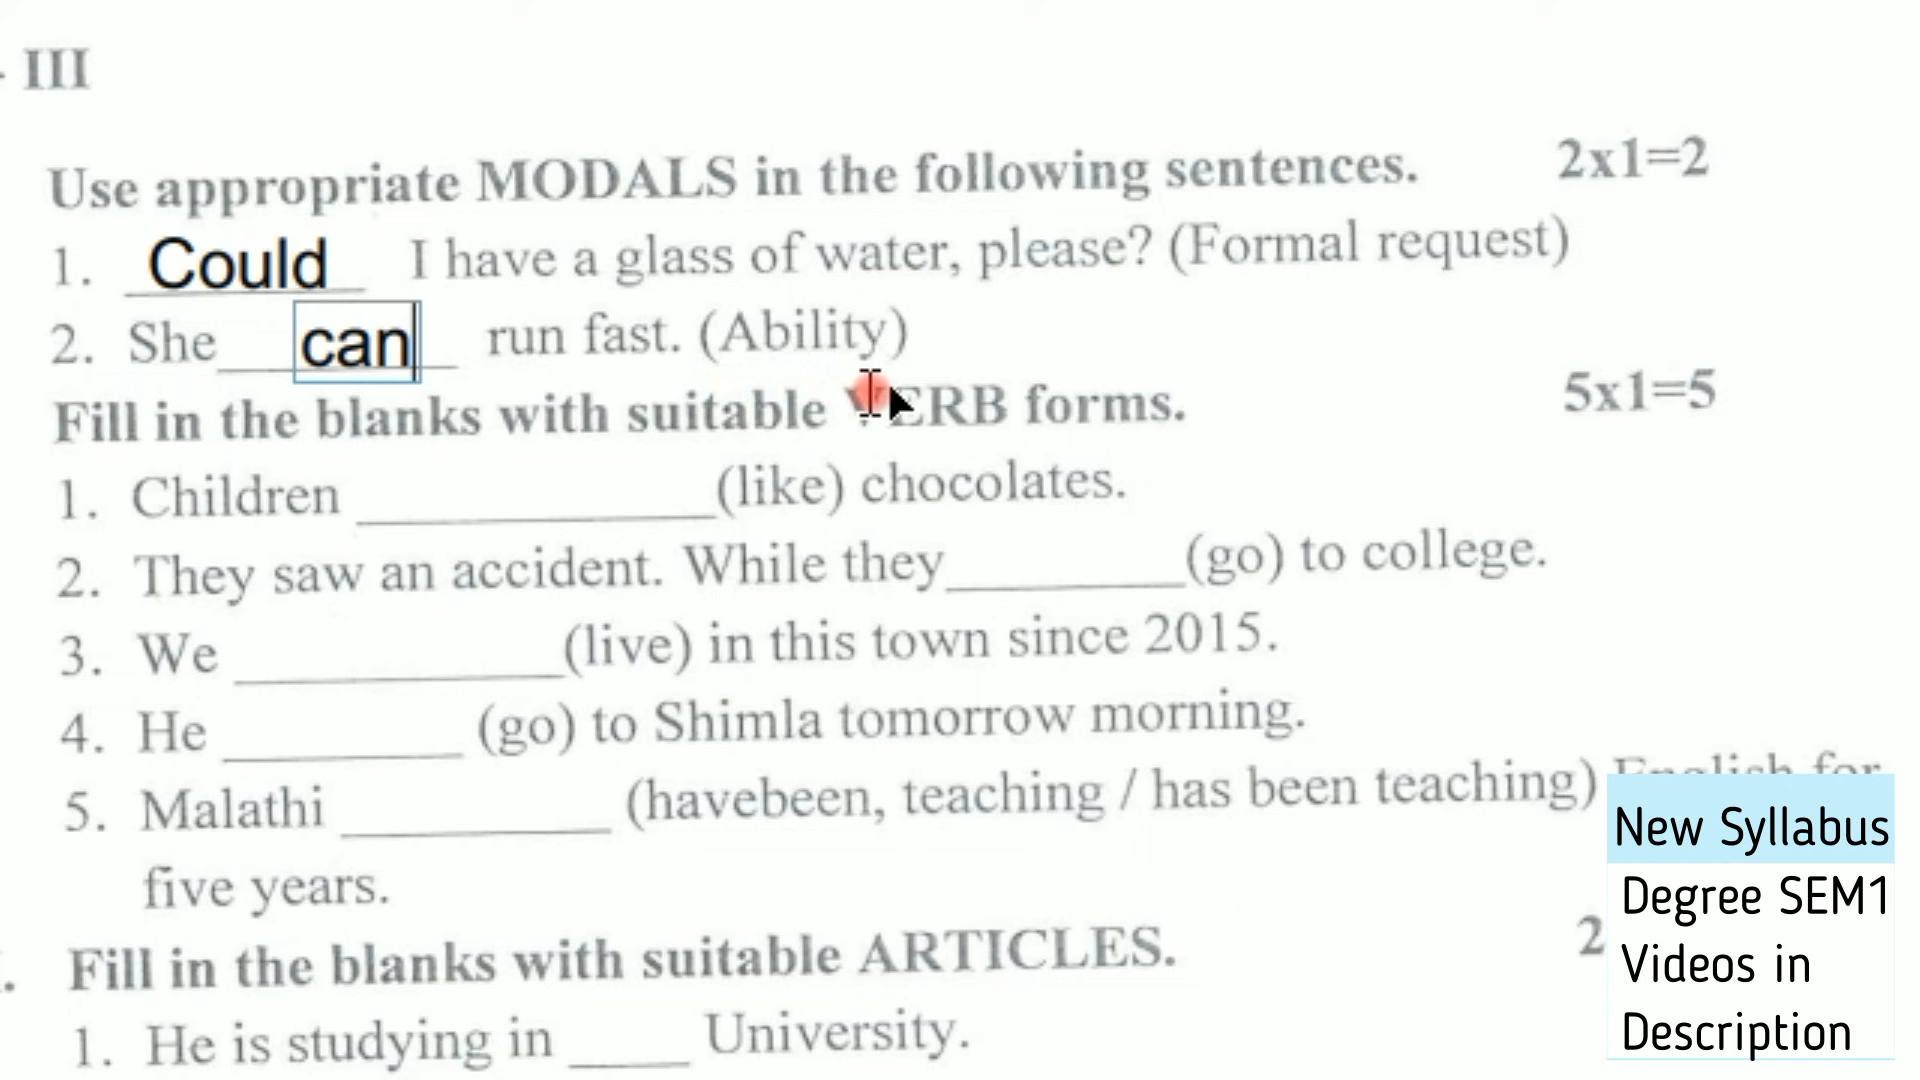 - III
Use appropriate MODALS in the following sentences. 2x1=2
1. Could I have a glass of water, please? (Formal request)
2. She can run fast. (Ability)
Fill in the blanks with suitable VERB forms. 5x1=5
1. Children ____________(like) chocolates.
2. They saw an accident. While they________(go) to college.
3. We ___________(live) in this town since 2015.
4. He ________ (go) to Shimla tomorrow morning.
5. Malathi _________ (havebeen, teaching / has been teaching) English for
five years.
. Fill in the blanks with suitable ARTICLES. 2
1. He is studying in ____ University.
New Syllabus
Degree SEM1
Videos in
Description